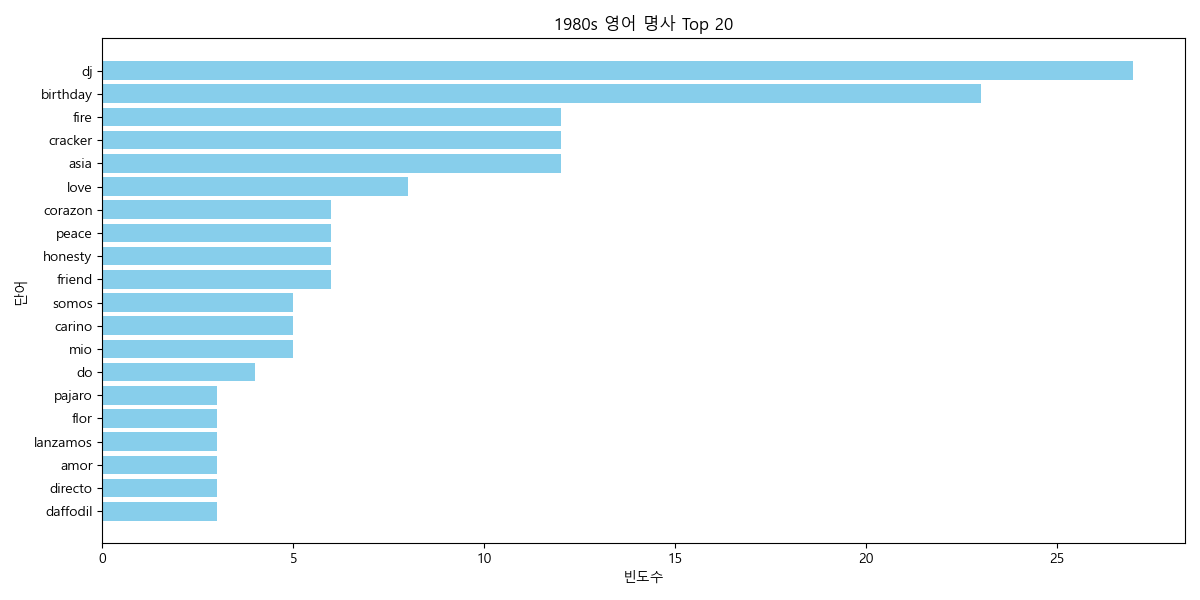 1980s 영어 명사 Top 20
단어
dj
birthday
fire
cracker
asia
love
corazon
peace
honesty
friend
somos
carino
mio
do
pajaro
flor
lanzamos
amor
directo
daffodil
0 5 10 15 20 25
빈도수